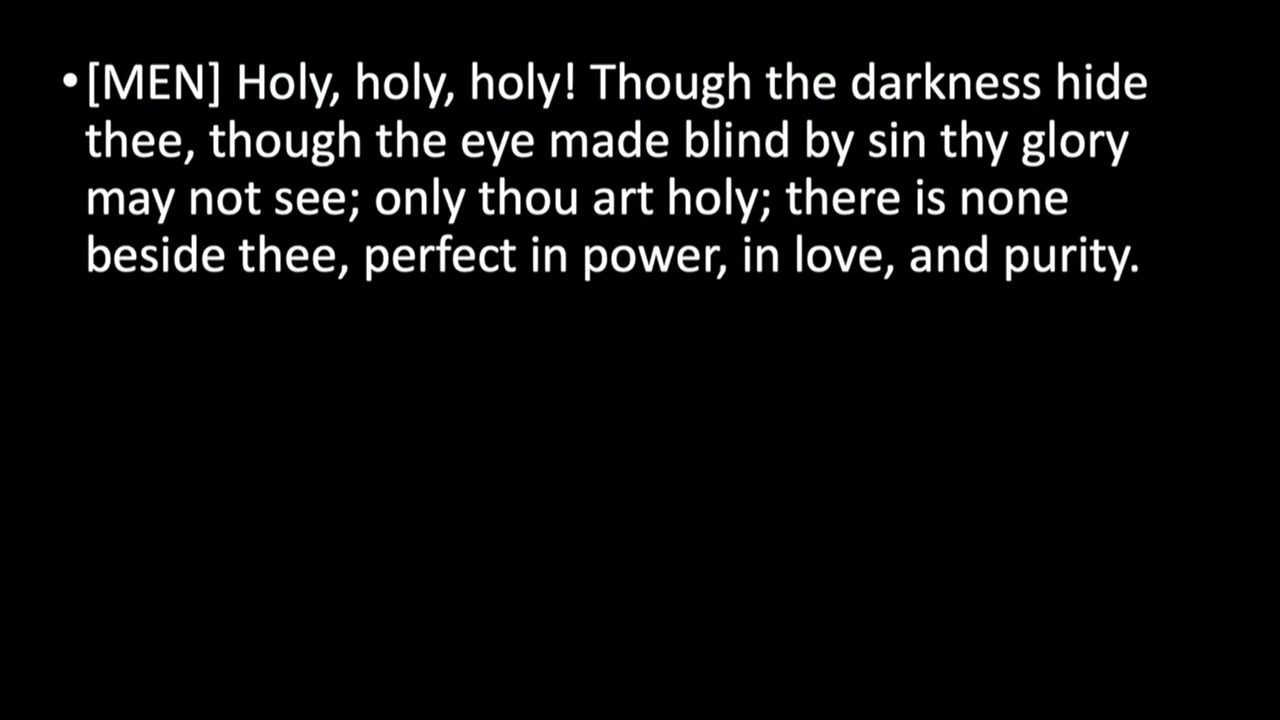 • [MEN] Holy, holy, holy! Though the darkness hide
thee, though the eye made blind by sin thy glory
may not see; only thou art holy; there is none
beside thee, perfect in power, in love, and purity.